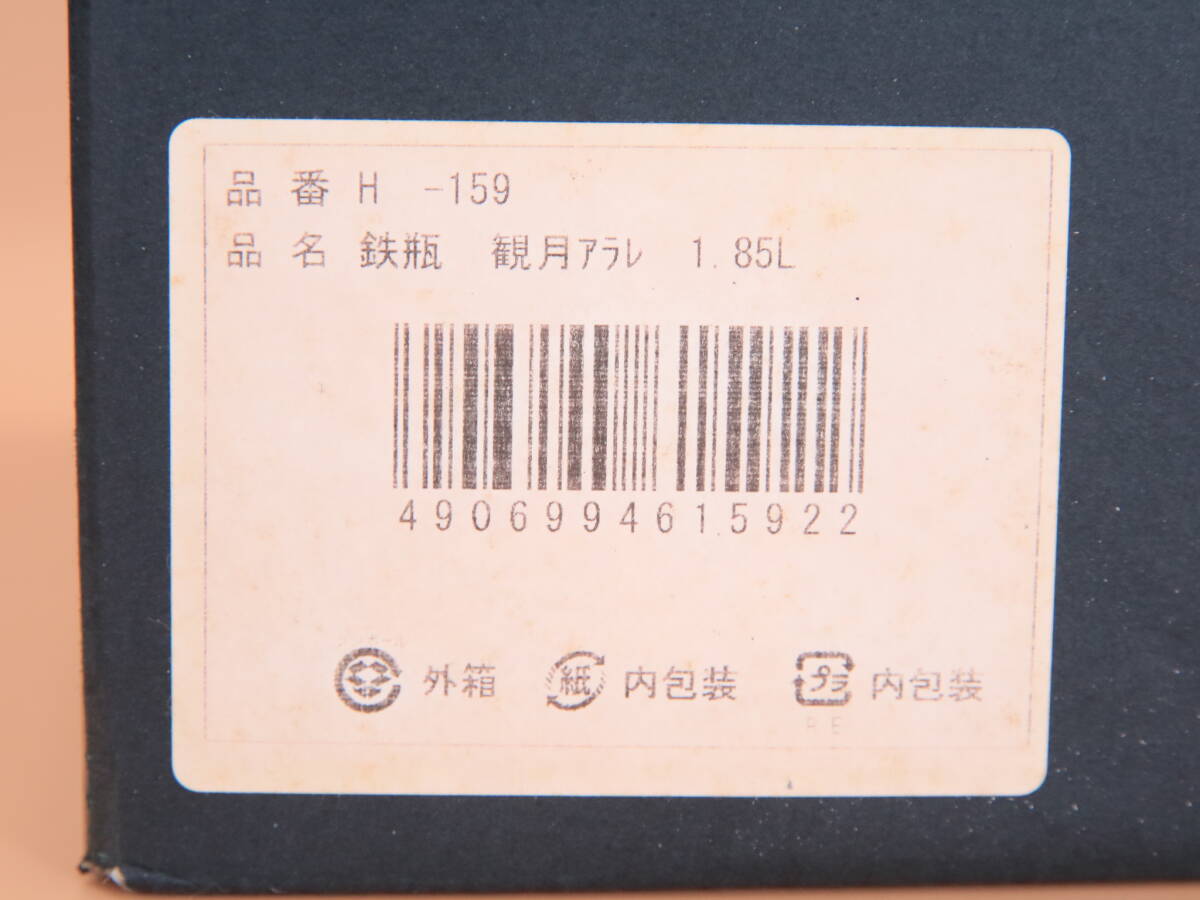 品 番 H -159
品 名 鉄瓶 観月アラレ 1.85L
4906994615922
外箱 紙 内包装 プラ 内包装
PE